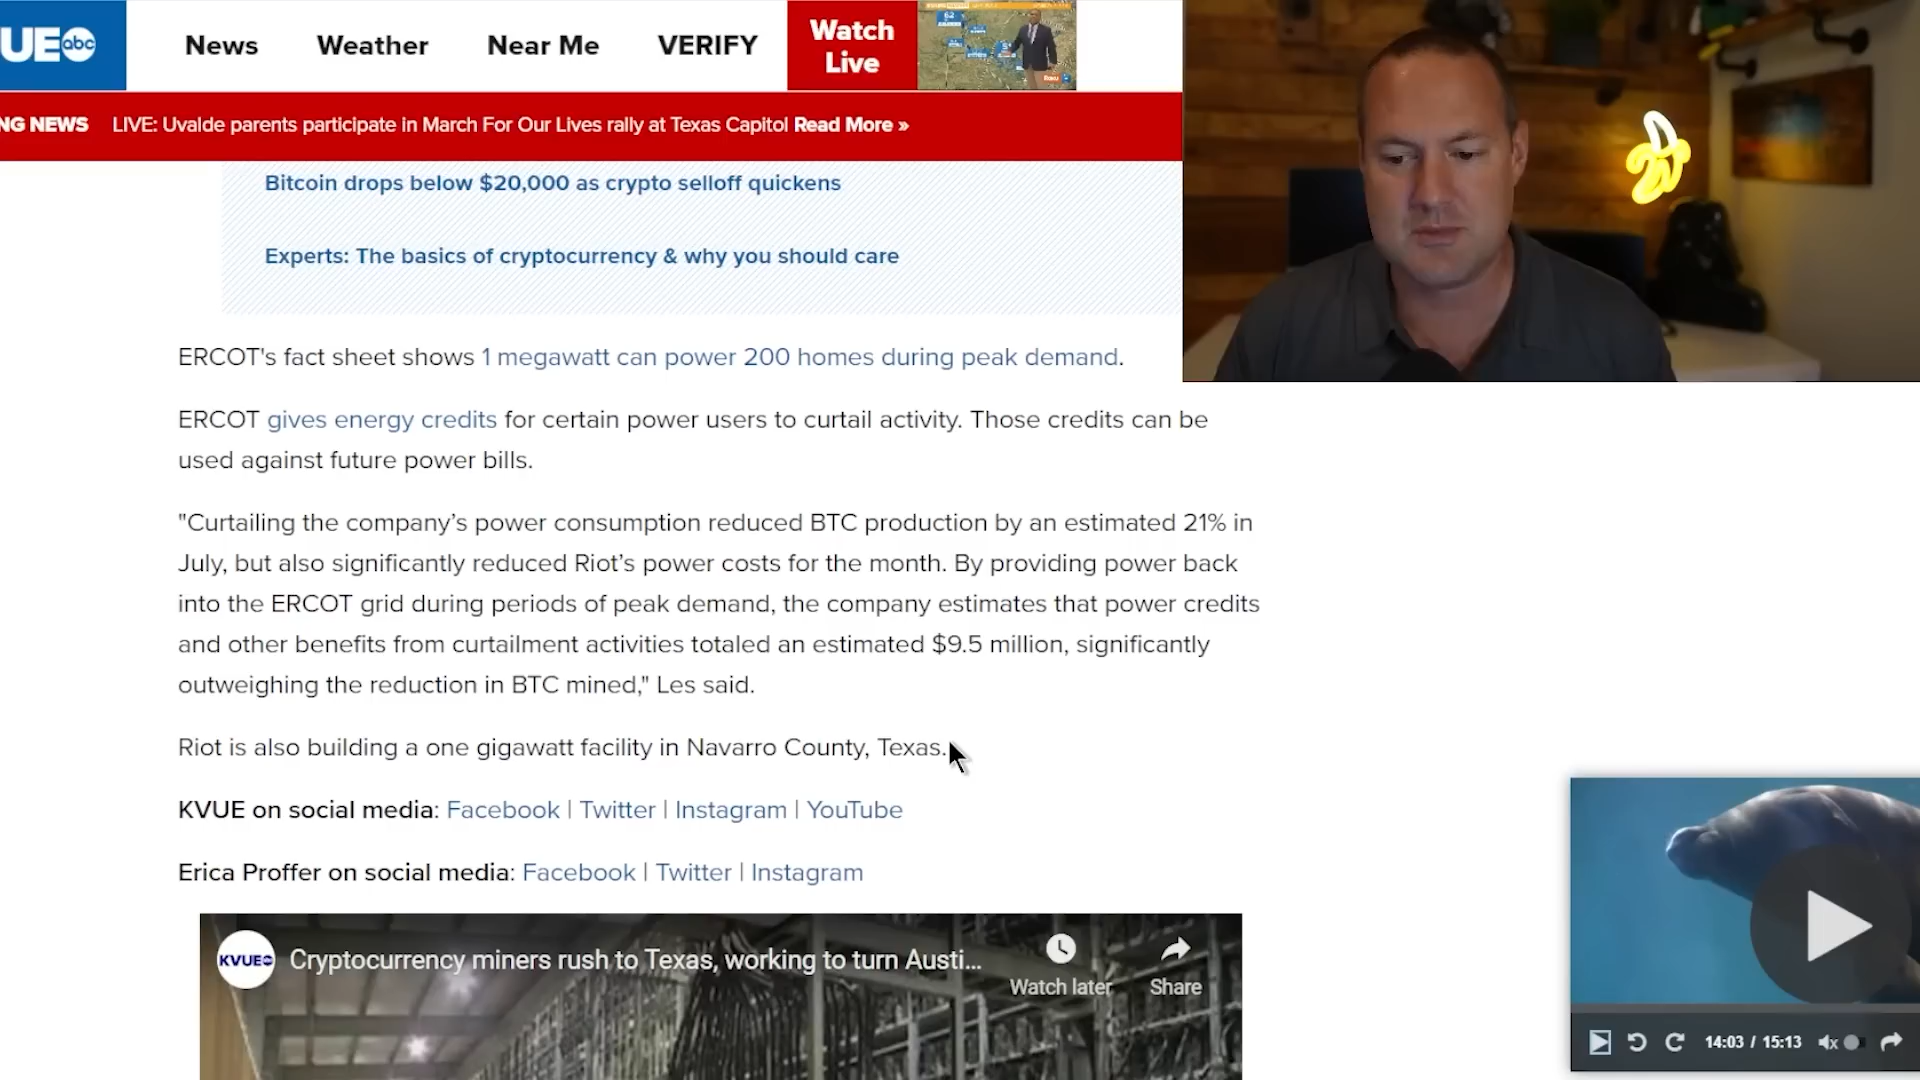 UE abc
News
Weather
Near Me
VERIFY
Watch
Live
NG NEWS LIVE: Uvalde parents participate in March For Our Lives rally at Texas Capitol Read More »
Bitcoin drops below $20,000 as crypto selloff quickens
Experts: The basics of cryptocurrency & why you should care
ERCOT's fact sheet shows 1 megawatt can power 200 homes during peak demand.
ERCOT gives energy credits for certain power users to curtail activity. Those credits can be
used against future power bills.
"Curtailing the company’s power consumption reduced BTC production by an estimated 21% in
July, but also significantly reduced Riot’s power costs for the month. By providing power back
into the ERCOT grid during periods of peak demand, the company estimates that power credits
and other benefits from curtailment activities totaled an estimated $9.5 million, significantly
outweighing the reduction in BTC mined," Les said.
Riot is also building a one gigawatt facility in Navarro County, Texas.
KVUE on social media: Facebook | Twitter | Instagram | YouTube
Erica Proffer on social media: Facebook | Twitter | Instagram
KVUE
Cryptocurrency miners rush to Texas, working to turn Austi...
Watch later
Share
14:03 / 15:13